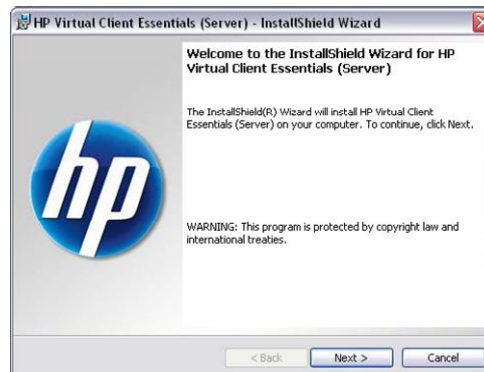 HP Virtual Client Essentials (Server) - InstallShield Wizard
Welcome to the InstallShield Wizard for HP
Virtual Client Essentials (Server)
The InstallShield(R) Wizard will install HP Virtual Client
Essentials (Server) on your computer. To continue, click Next.
hp
WARNING: This program is protected by copyright law and
international treaties.
< Back
Next >
Cancel